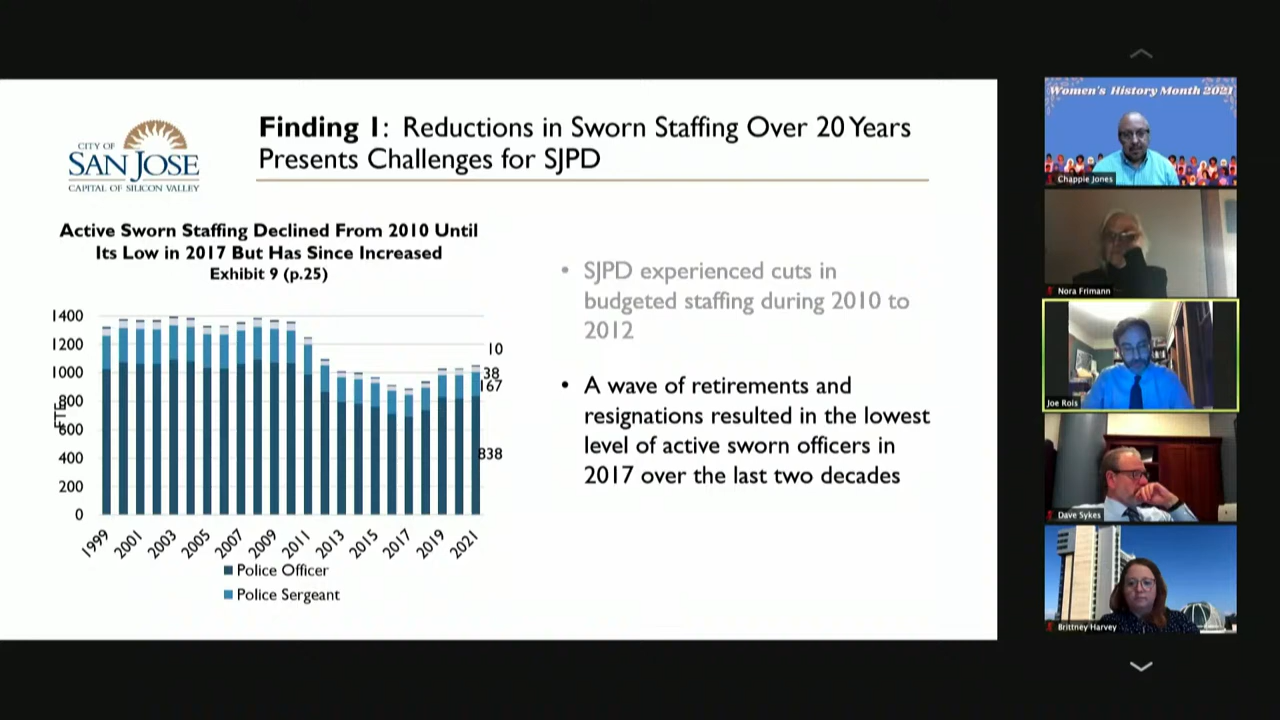 CITY OF
SAN JOSE
CAPITAL OF SILICON VALLEY
Finding 1: Reductions in Sworn Staffing Over 20 Years
Presents Challenges for SJPD
Active Sworn Staffing Declined From 2010 Until
Its Low in 2017 But Has Since Increased
Exhibit 9 (p.25)
1400
1200
1000
800
600
400
200
0
FTE
10
38
167
838
1999
2001
2003
2005
2007
2009
2011
2013
2015
2017
2019
2021
Police Officer
Police Sergeant
• SJPD experienced cuts in
budgeted staffing during 2010 to
2012
• A wave of retirements and
resignations resulted in the lowest
level of active sworn officers in
2017 over the last two decades
Women's History Month 2021
Chappie Jones
Nora Frimann
Joe Rois
Dave Sykes
Brittney Harvey